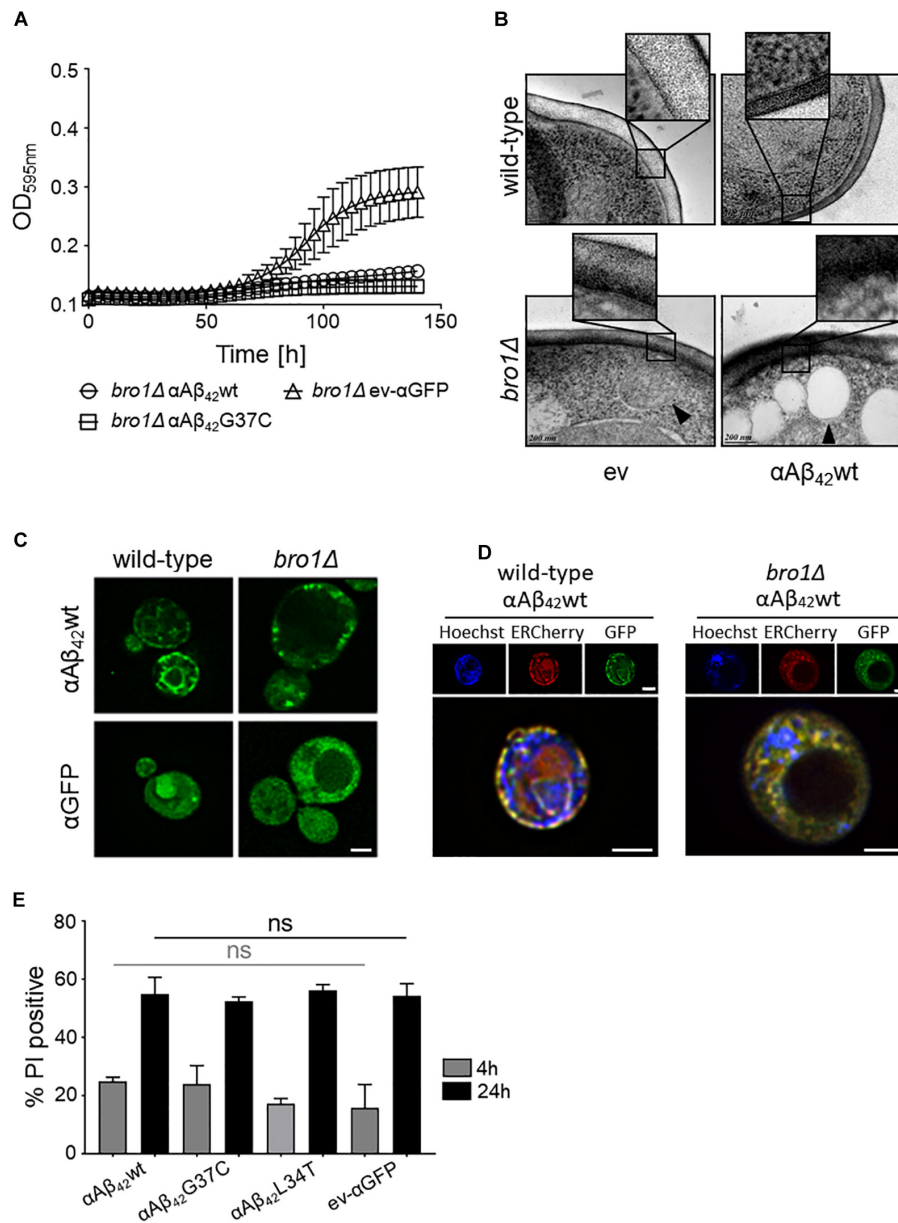 A
0.5
0.4
0.3
0.2
0.1
OD595nm
0
50
100
150
Time [h]
bro1Δ αAβ42wt
bro1Δ ev-αGFP
bro1Δ αAβ42G37C
B
wild-type
bro1Δ
200 nm
200 nm
ev
αAβ42wt
C
wild-type
bro1Δ
αAβ42wt
αGFP
D
wild-type
αAβ42wt
bro1Δ
αAβ42wt
Hoechst
ERCherry
GFP
Hoechst
ERCherry
GFP
E
80
60
40
20
0
% PI positive
ns
ns
4h
24h
αAβ42wt
αAβ42G37C
αAβ42L34T
ev-αGFP